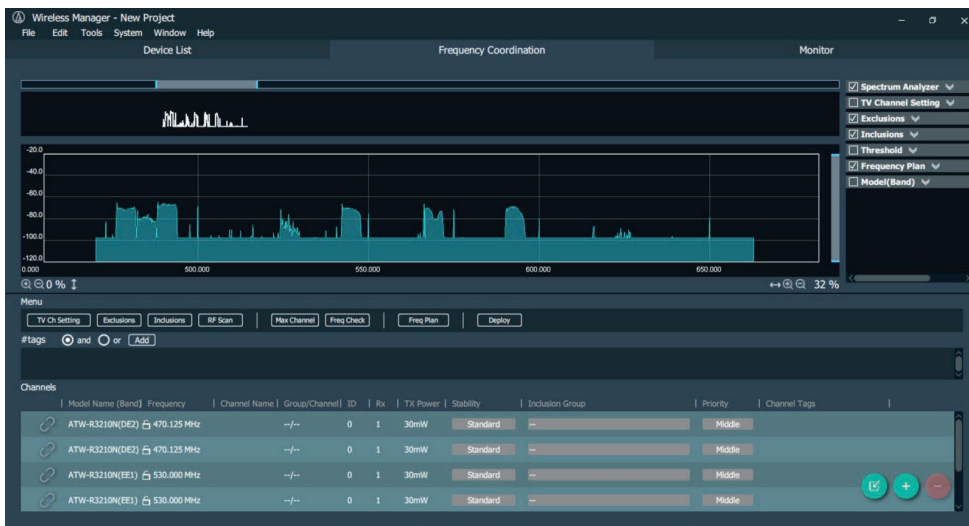 Wireless Manager - New Project
File Edit Tools System Window Help
Device List Frequency Coordination Monitor
Spectrum Analyzer
TV Channel Setting
Exclusions
Inclusions
Threshold
Frequency Plan
Model(Band)
-20.0
-40.0
-60.0
-80.0
-100.0
-120.0
0.000 500.000 550.000 600.000 650.000
0 % 32 %
Menu
TV Ch Setting Exclusions Inclusions RF Scan | Max Channel Freq Check | Freq Plan | Deploy
#tags and or Add
Channels
| Model Name (Band) Frequency | Channel Name | Group/Channel | ID | Rx | TX Power | Stability | Inclusion Group | Priority | Channel Tags |
ATW-R3210N(DE2) 470.125 MHz --/-- 0 1 30mW Standard -- Middle
ATW-R3210N(DE2) 470.125 MHz --/-- 0 1 30mW Standard -- Middle
ATW-R3210N(EE1) 530.000 MHz --/-- 0 1 30mW Standard -- Middle
ATW-R3210N(EE1) 530.000 MHz --/-- 0 1 30mW Standard -- Middle